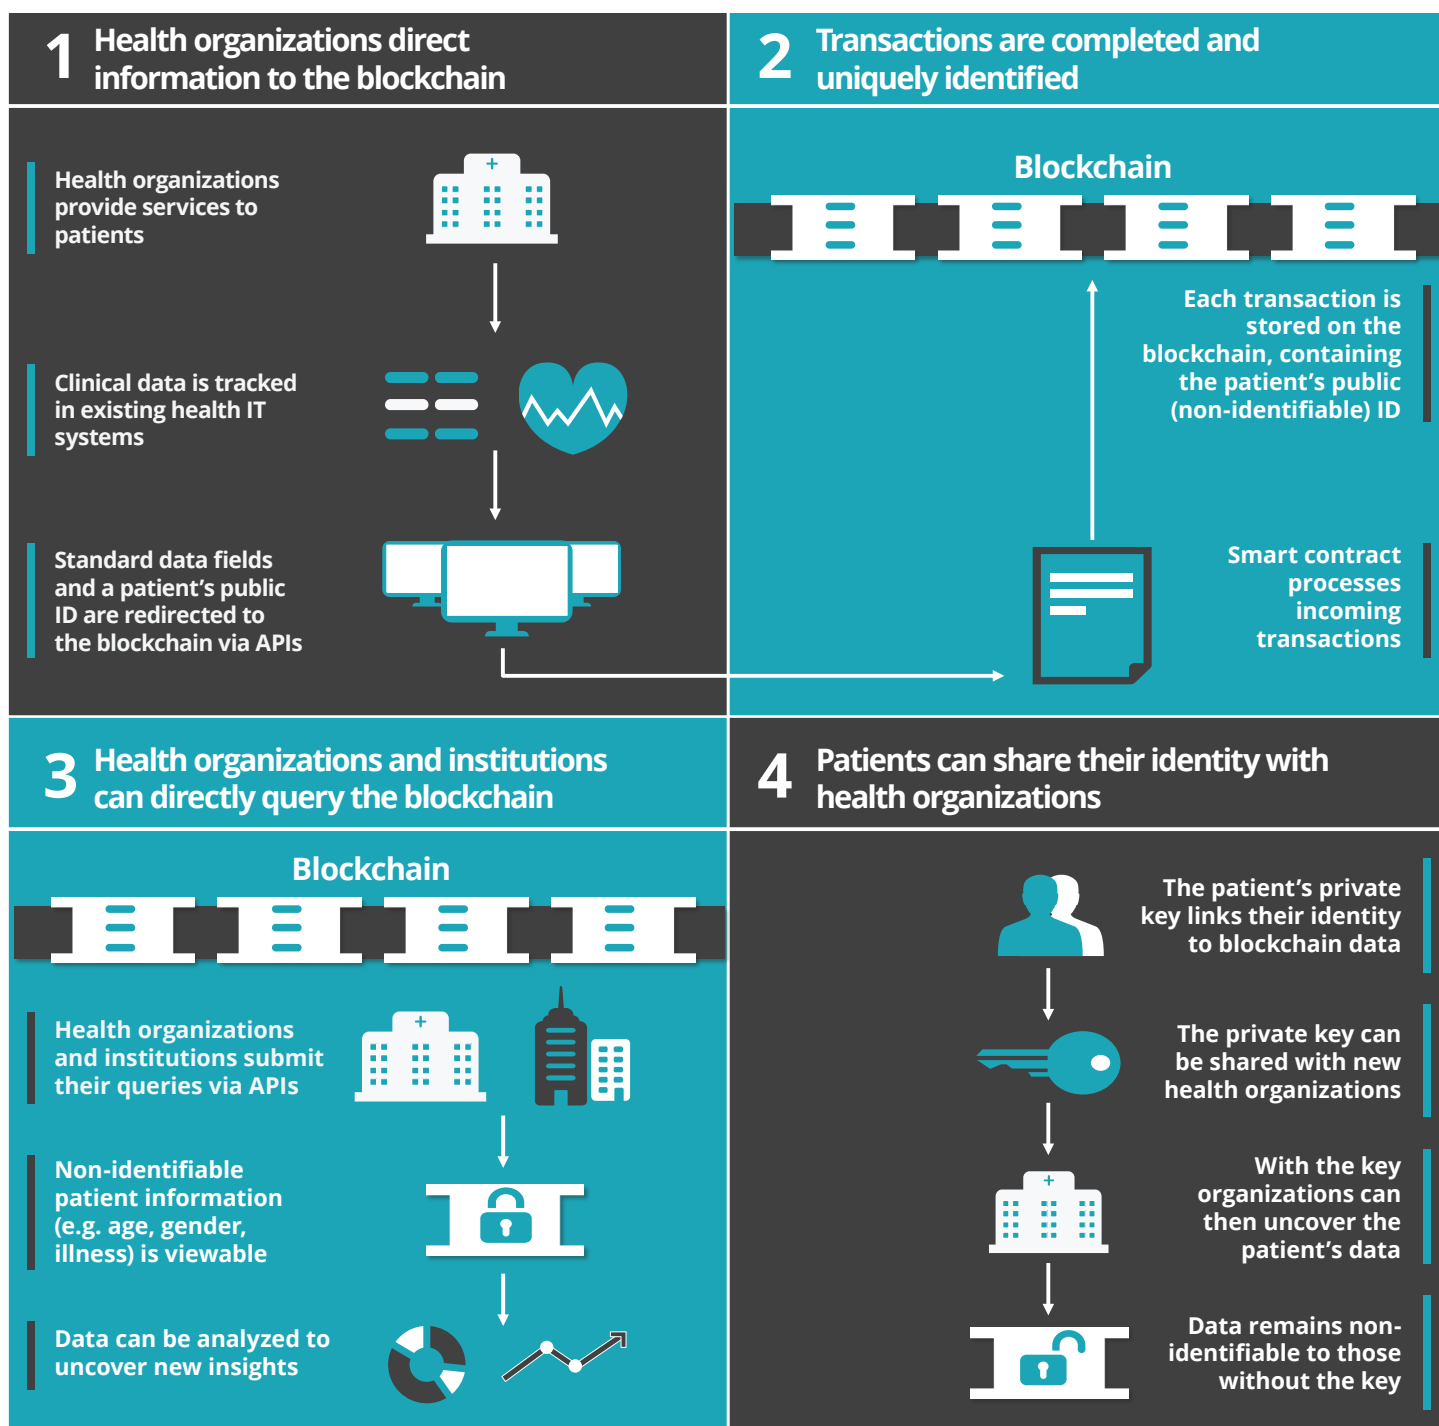 1
Health organizations direct
information to the blockchain
Health organizations
provide services to
patients
Clinical data is tracked
in existing health IT
systems
Standard data fields
and a patient's public
ID are redirected to
the blockchain via APIs
2
Transactions are completed and
uniquely identified
Blockchain
Each transaction is
stored on the
blockchain, containing
the patient's public
(non-identifiable) ID
Smart contract
processes
incoming
transactions
3
Health organizations and institutions
can directly query the blockchain
Blockchain
Health organizations
and institutions submit
their queries via APIs
Non-identifiable
patient information
(e.g. age, gender,
illness) is viewable
Data can be analyzed to
uncover new insights
4
Patients can share their identity with
health organizations
The patient's private
key links their identity
to blockchain data
The private key can
be shared with new
health organizations
With the key
organizations can
then uncover the
patient's data
Data remains non-
identifiable to those
without the key